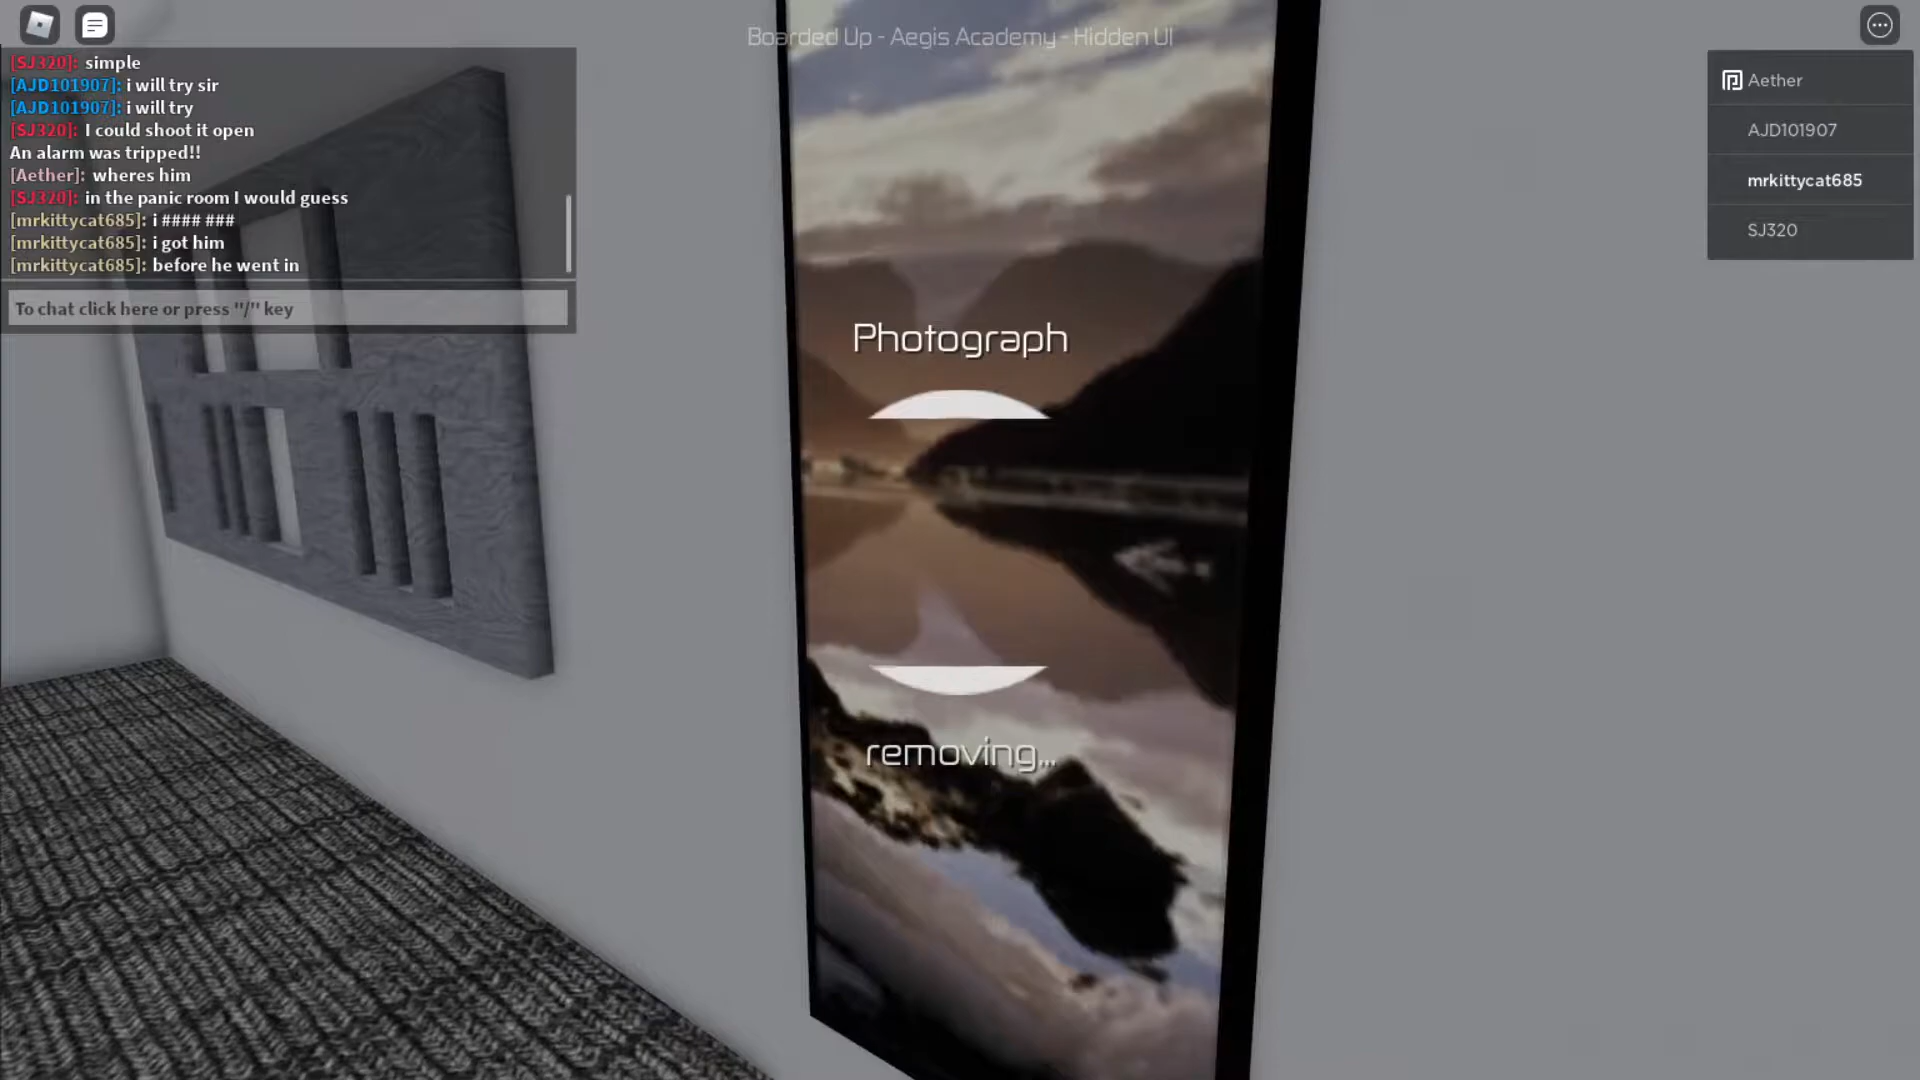 Boarded Up - Aegis Academy - Hidden UI
[SJ320]: simple
[AJD101907]: i will try sir
[AJD101907]: i will try
[SJ320]: I could shoot it open
An alarm was tripped!!
[Aether]: wheres him
[SJ320]: in the panic room I would guess
[mrkittycat685]: i #### ###
[mrkittycat685]: i got him
[mrkittycat685]: before he went in
To chat click here or press "/" key
Aether
AJD101907
mrkittycat685
SJ320
Photograph
removing...